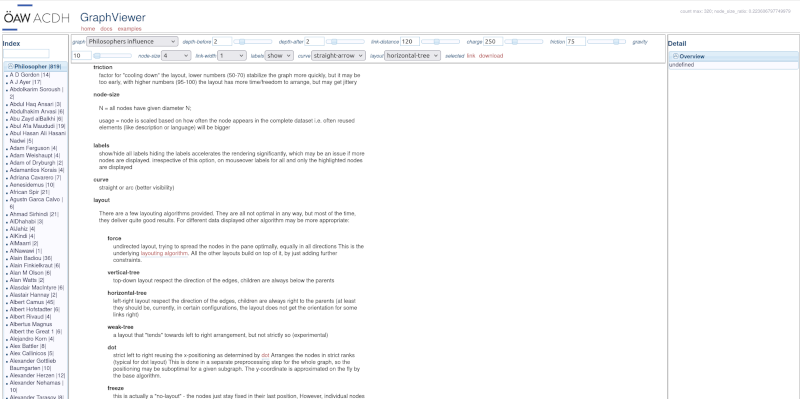 ÖAW ACDH
GraphViewer
home docs examples
Index
Philosopher (819)
A D Gordon (14)
A J Ayer (17)
Abdolkarim Soroush (
2)
Abdul Haq Ansari (3)
Abdulhakim Arvasi (6)
Abu Zayd alBalkhi (6)
Abul A'la Maududi (19)
Abul Hasan Ali Hasani
Nadwi (5)
Adam Ferguson (4)
Adam Weishaupt (4)
Adam of Dryburgh (2)
Adamantios Korais (4)
Adriana Cavarero (7)
Aenesidemus (10)
African Spir (21)
Agustn Garca Calvo (
6)
Ahmad Sirhindi (21)
AlDhahabi (3)
AlJahiz (4)
AlKindi (4)
AlMaarri (2)
AlNawawi (1)
Alain Badiou (36)
Alain Finkielkraut (6)
Alan M Olson (6)
Alan Watts (2)
Alasdair MacIntyre (6)
Alastair Hannay (2)
Albert Camus (45)
Albert Hofstadter (6)
Albert Rivaud (4)
Albertus Magnus
Albert the Great 1 (6)
Alejandro Korn (4)
Alex Battler (8)
Alex Callinicos (5)
Alexander Gottlieb
Baumgarten (10)
Alexander Herzen (12)
Alexander Nehamas (
10)
Alexander Tarasov (8)
graph Philosophers influence depth-before 2 depth-after 2 link-distance 120 charge 250 friction 75 gravity
10 node-size 4 link-width 1 labels show curve straight-arrow layout horizontal-tree selected link download
friction
factor for "cooling down" the layout, lower numbers (50-70) stabilize the graph more quickly, but it may be
too early, with higher numbers (95-100) the layout has more time/freedom to arrange, but may get jittery
node-size
N = all nodes have given diameter N;
usage = node is scaled based on how often the node appears in the complete dataset i.e. often reused
elements (like description or language) will be bigger
labels
show/hide all labels hiding the labels accelerates the rendering significantly, which may be an issue if more
nodes are displayed. irrespective of this option, on mouseover labels for all and only the highlighted nodes
are displayed
curve
straight or arc (better visibility)
layout
There are a few layouting algorithms provided. They are all not optimal in any way, but most of the time,
they deliver quite good results. For different data displayed other algorithm may be more appropriate:
force
undirected layout, trying to spread the nodes in the pane optimally, equally in all directions This is the
underlying layouting algorithm. All the other layouts build on top of it, by just adding further
constraints.
vertical-tree
top-down layout respect the direction of the edges, children are always below the parents
horizontal-tree
left-right layout respect the direction of the edges, children are always right to the parents (at least
they should be, currently, in certain configurations, the layout does not get the orientation for some
links right)
weak-tree
a layout that "tends" towards left to right arrangement, but not strictly so (experimental)
dot
strict left to right reusing the x-positioning as determined by dot Arranges the nodes in strict ranks
(typical for dot layout) This is done in a separate preprocessing step for the whole graph, so the
positioning may be suboptimal for a given subgraph. The y-coordinate is approximated on the fly by
the base algorithm.
freeze
this is actually a "no-layout" - the nodes just stay fixed in their last position. However, individual nodes
Detail
Overview
undefined